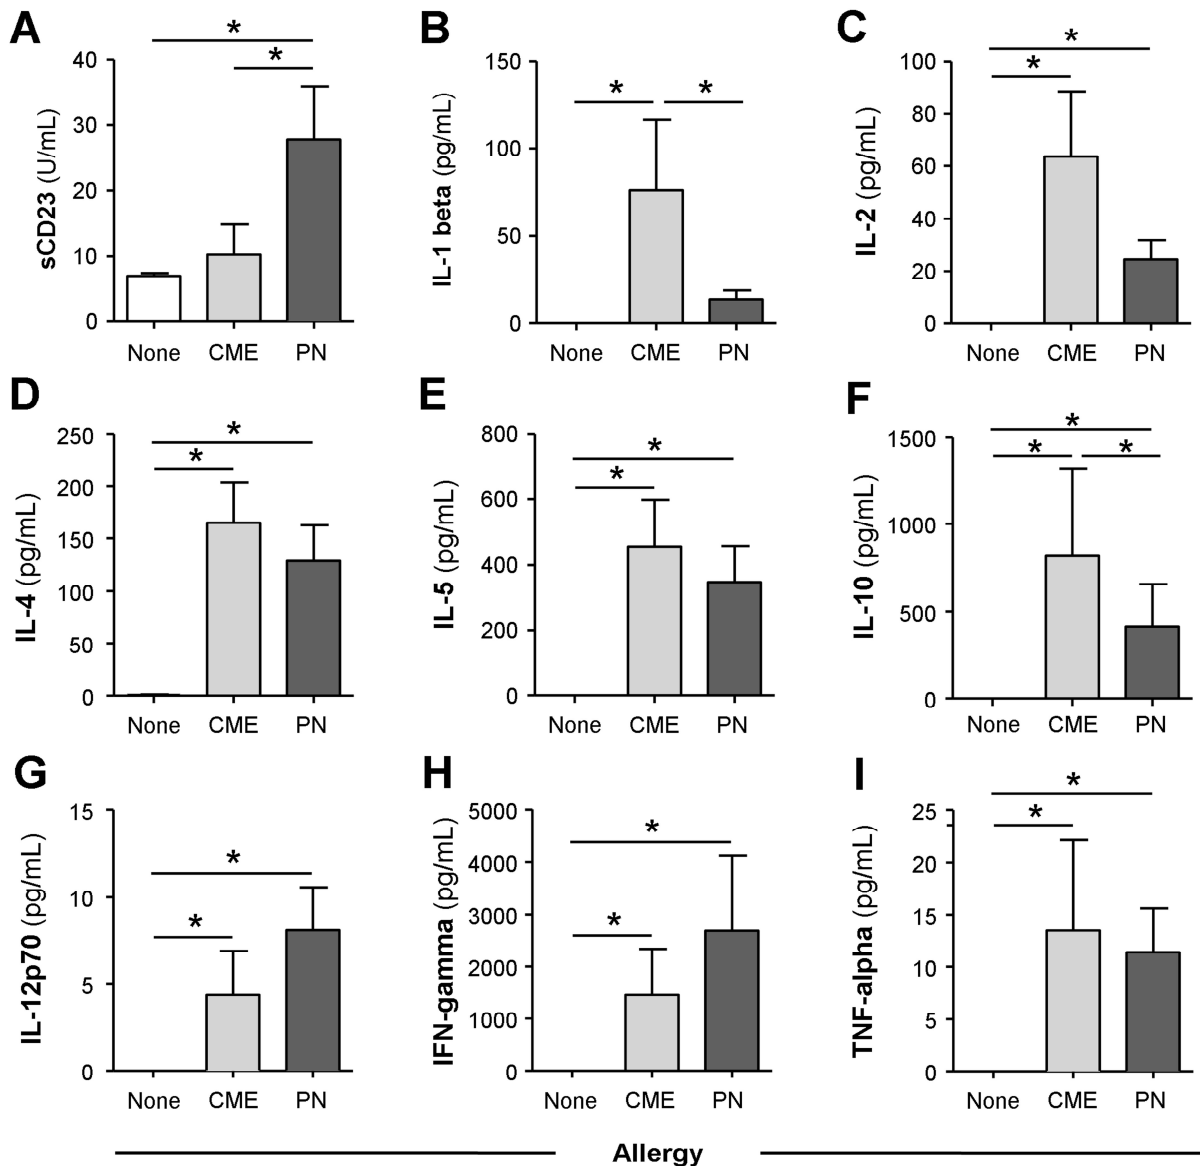 A
sCD23 (U/mL)
40
30
20
10
0
*
*
None CME PN
B
IL-1 beta (pg/mL)
150
100
50
0
* *
None CME PN
C
IL-2 (pg/mL)
100
80
60
40
20
0
*
*
None CME PN
D
IL-4 (pg/mL)
250
200
150
100
50
0
*
*
None CME PN
E
IL-5 (pg/mL)
800
600
400
200
0
*
*
None CME PN
F
IL-10 (pg/mL)
1500
1000
500
0
*
* *
None CME PN
G
IL-12p70 (pg/mL)
15
10
5
0
*
*
None CME PN
H
IFN-gamma (pg/mL)
5000
4000
3000
2000
1000
0
*
*
None CME PN
I
TNF-alpha (pg/mL)
25
20
15
10
5
0
*
*
None CME PN
Allergy